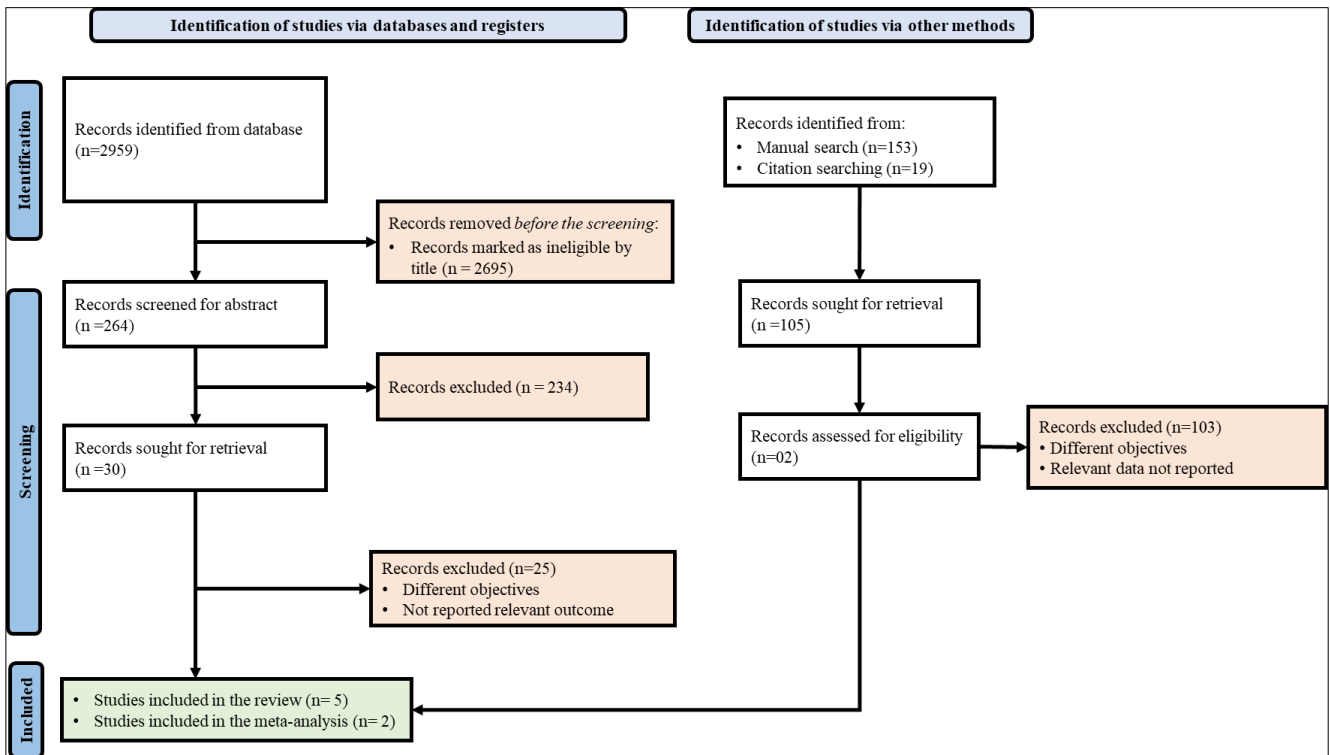 Identification of studies via databases and registers
Identification of studies via other methods
Identification
Records identified from database
(n=2959)
Records removed before the screening:
• Records marked as ineligible by
title (n = 2695)
Records identified from:
• Manual search (n=153)
• Citation searching (n=19)
Screening
Records screened for abstract
(n =264)
Records excluded (n = 234)
Records sought for retrieval
(n =30)
Records excluded (n=25)
• Different objectives
• Not reported relevant outcome
Records sought for retrieval
(n =105)
Records assessed for eligibility
(n=02)
Records excluded (n=103)
• Different objectives
• Relevant data not reported
Included
• Studies included in the review (n= 5)
• Studies included in the meta-analysis (n= 2)